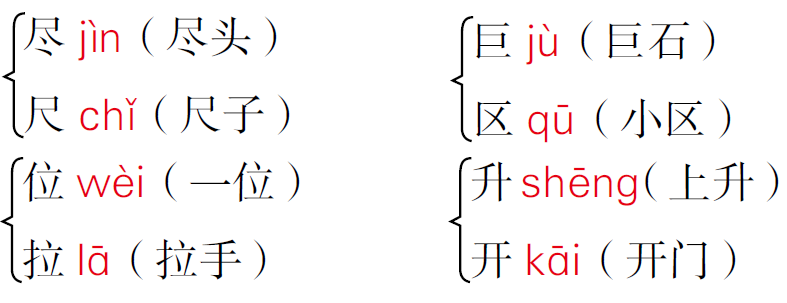 尽 jìn（尽头）
尺 chǐ（尺子）
巨 jù（巨石）
区 qū（小区）
位 wèi（一位）
拉 lā（拉手）
升 shēng（上升）
开 kāi（开门）